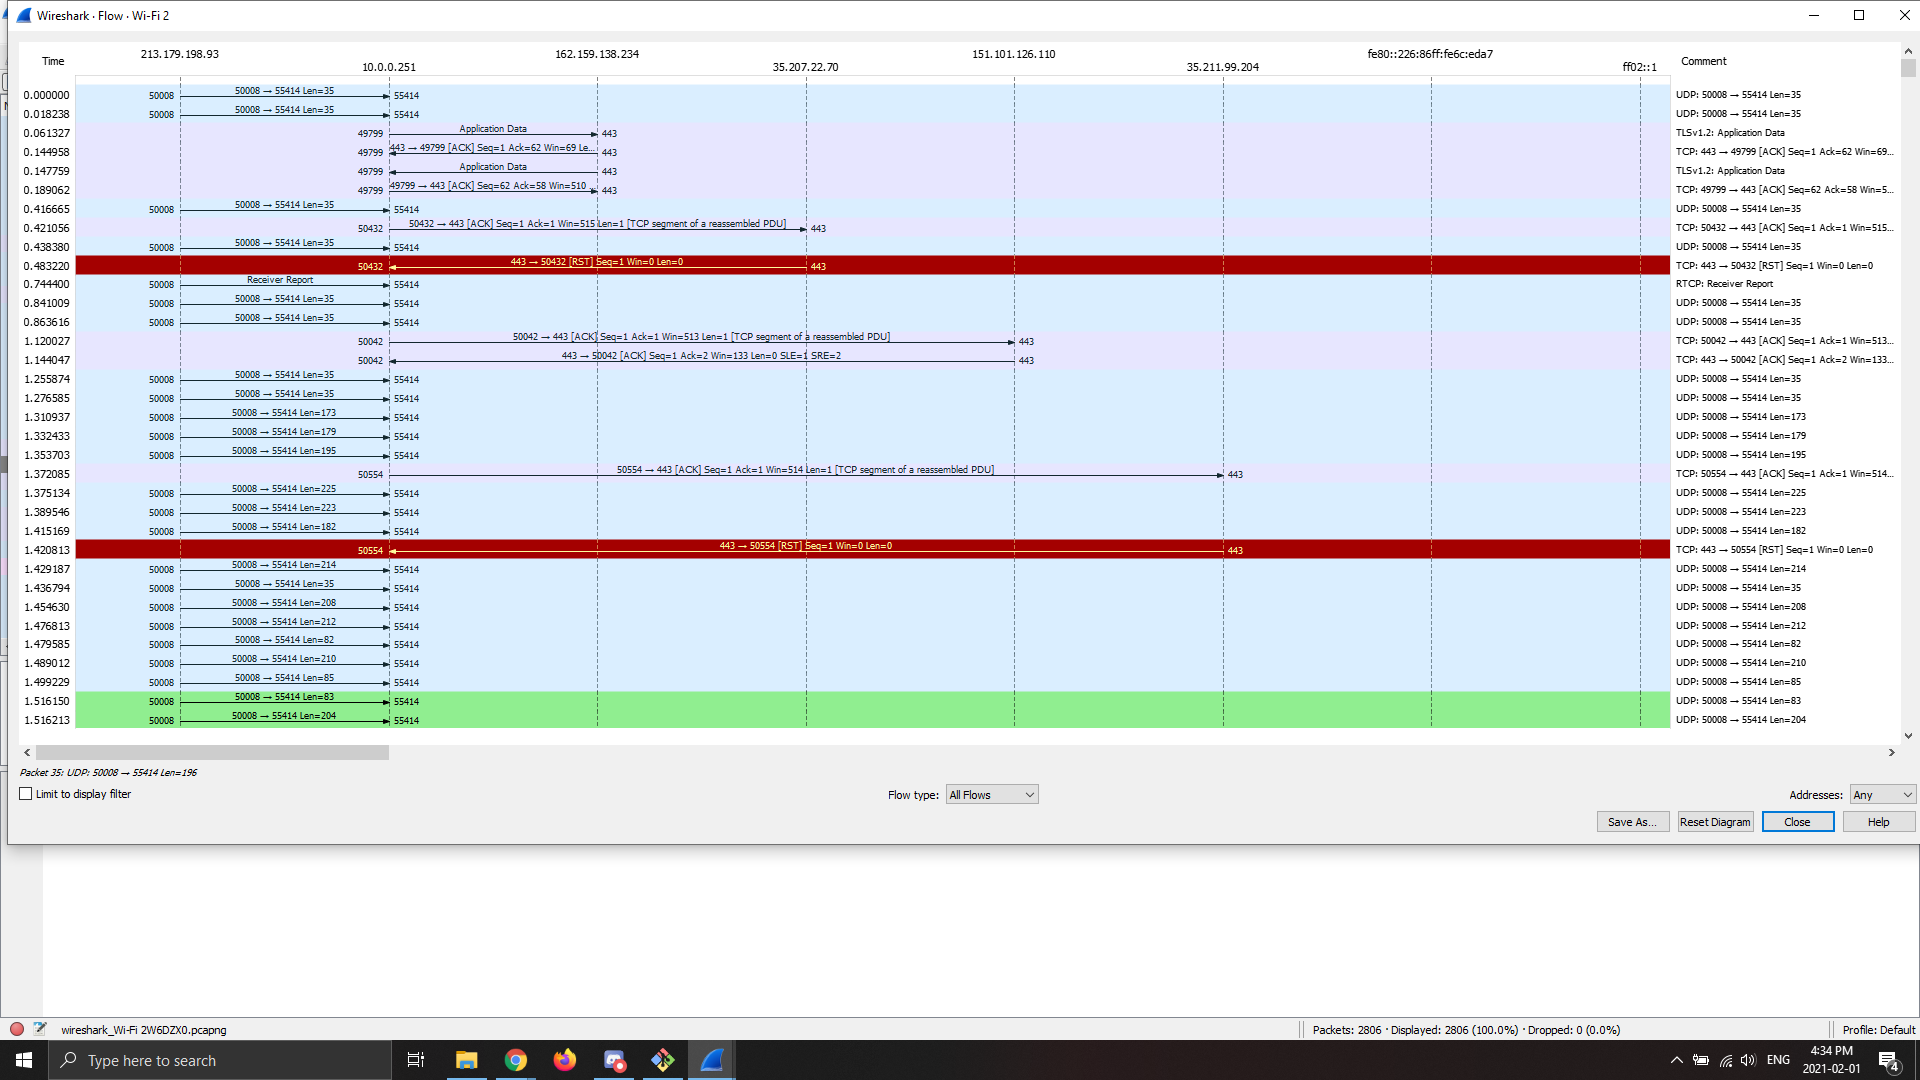 Wireshark · Flow · Wi-Fi 2
213.179.198.93 162.159.138.234 151.101.126.110 fe80::226:86ff:fe6c:eda7
Time 10.0.0.251 35.207.22.70 35.211.99.204 ff02::1 Comment
0.000000 50008 50008 → 55414 Len=35 55414 UDP: 50008 → 55414 Len=35
0.018238 50008 50008 → 55414 Len=35 55414 UDP: 50008 → 55414 Len=35
0.061327 49799 Application Data 443 TLSv1.2: Application Data
0.144958 49799 443 → 49799 [ACK] Seq=1 Ack=62 Win=69 Le... 443 TCP: 443 → 49799 [ACK] Seq=1 Ack=62 Win=69...
0.147759 49799 Application Data 443 TLSv1.2: Application Data
0.189062 49799 49799 → 443 [ACK] Seq=62 Ack=58 Win=510 ... 443 TCP: 49799 → 443 [ACK] Seq=62 Ack=58 Win=5...
0.416665 50008 50008 → 55414 Len=35 55414 UDP: 50008 → 55414 Len=35
0.421056 50432 50432 → 443 [ACK] Seq=1 Ack=1 Win=515 Len=1 [TCP segment of a reassembled PDU] 443 TCP: 50432 → 443 [ACK] Seq=1 Ack=1 Win=515...
0.438380 50008 50008 → 55414 Len=35 55414 UDP: 50008 → 55414 Len=35
0.483220 50432 443 → 50432 [RST] Seq=1 Win=0 Len=0 443 TCP: 443 → 50432 [RST] Seq=1 Win=0 Len=0
0.744400 50008 Receiver Report 55414 RTCP: Receiver Report
0.841009 50008 50008 → 55414 Len=35 55414 UDP: 50008 → 55414 Len=35
0.863616 50008 50008 → 55414 Len=35 55414 UDP: 50008 → 55414 Len=35
1.120027 50042 50042 → 443 [ACK] Seq=1 Ack=1 Win=513 Len=1 [TCP segment of a reassembled PDU] 443 TCP: 50042 → 443 [ACK] Seq=1 Ack=1 Win=513...
1.144047 50042 443 → 50042 [ACK] Seq=1 Ack=2 Win=133 Len=0 SLE=1 SRE=2 443 TCP: 443 → 50042 [ACK] Seq=1 Ack=2 Win=133...
1.255874 50008 50008 → 55414 Len=35 55414 UDP: 50008 → 55414 Len=35
1.276585 50008 50008 → 55414 Len=35 55414 UDP: 50008 → 55414 Len=35
1.310937 50008 50008 → 55414 Len=173 55414 UDP: 50008 → 55414 Len=173
1.332433 50008 50008 → 55414 Len=179 55414 UDP: 50008 → 55414 Len=179
1.353703 50008 50008 → 55414 Len=195 55414 UDP: 50008 → 55414 Len=195
1.372085 50554 50554 → 443 [ACK] Seq=1 Ack=1 Win=514 Len=1 [TCP segment of a reassembled PDU] 443 TCP: 50554 → 443 [ACK] Seq=1 Ack=1 Win=514...
1.375134 50008 50008 → 55414 Len=225 55414 UDP: 50008 → 55414 Len=225
1.389546 50008 50008 → 55414 Len=223 55414 UDP: 50008 → 55414 Len=223
1.415169 50008 50008 → 55414 Len=182 55414 UDP: 50008 → 55414 Len=182
1.420813 50554 443 → 50554 [RST] Seq=1 Win=0 Len=0 443 TCP: 443 → 50554 [RST] Seq=1 Win=0 Len=0
1.429187 50008 50008 → 55414 Len=214 55414 UDP: 50008 → 55414 Len=214
1.436794 50008 50008 → 55414 Len=35 55414 UDP: 50008 → 55414 Len=35
1.454630 50008 50008 → 55414 Len=208 55414 UDP: 50008 → 55414 Len=208
1.476813 50008 50008 → 55414 Len=212 55414 UDP: 50008 → 55414 Len=212
1.479585 50008 50008 → 55414 Len=82 55414 UDP: 50008 → 55414 Len=82
1.489012 50008 50008 → 55414 Len=210 55414 UDP: 50008 → 55414 Len=210
1.499229 50008 50008 → 55414 Len=85 55414 UDP: 50008 → 55414 Len=85
1.516150 50008 50008 → 55414 Len=83 55414 UDP: 50008 → 55414 Len=83
1.516213 50008 50008 → 55414 Len=204 55414 UDP: 50008 → 55414 Len=204
Packet 35: UDP: 50008 → 55414 Len=196
Limit to display filter Flow type: All Flows Addresses: Any
Save As... Reset Diagram Close Help
wireshark_Wi-Fi 2W6DZX0.pcapng Packets: 2806 · Displayed: 2806 (100.0%) · Dropped: 0 (0.0%) Profile: Default
Type here to search ENG 4:34 PM
2021-02-01 4